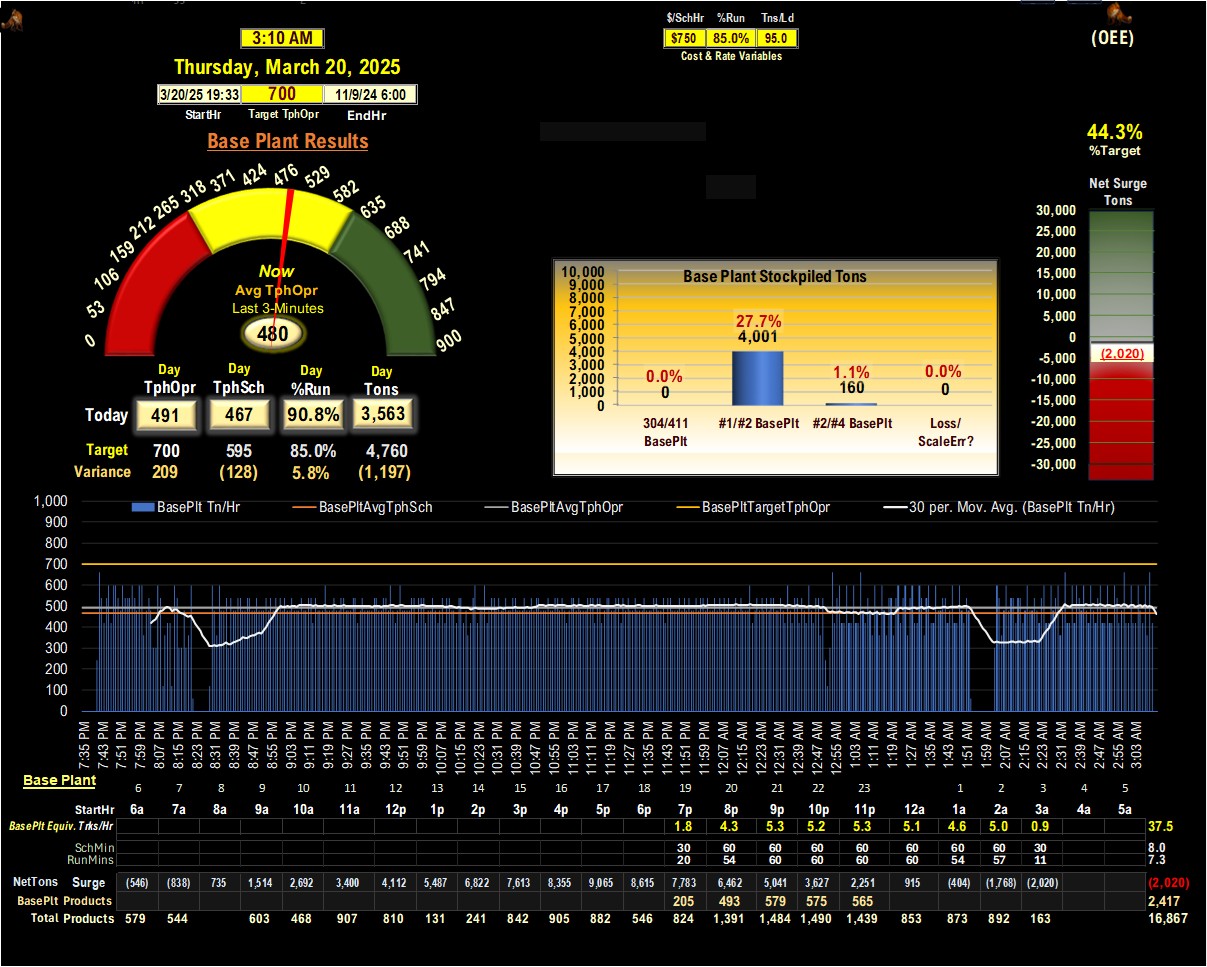 $/SchHr %Run Tns/Ld
$750 85.0% 95.0
Cost & Rate Variables
(OEE)
3:10 AM
Thursday, March 20, 2025
3/20/25 19:33 700 11/9/24 6:00
StartHr Target TphOpr EndHr
Base Plant Results
44.3%
%Target
Net Surge
Tons
30,000
25,000
20,000
15,000
10,000
5,000
0
-5,000
-10,000
-15,000
-20,000
-25,000
-30,000
(2,020)
0 53 106 159 212 265 318 371 424 476 529 582 635 688 741 794 847 900
Now
Avg TphOpr
Last 3-Minutes
480
Base Plant Stockpiled Tons
10,000
9,000
8,000
7,000
6,000
5,000
4,000
3,000
2,000
1,000
0
0.0% 27.7% 1.1% 0.0%
0 4,001 160 0
304/411 #1/#2 BasePlt #2/#4 BasePlt Loss/
BasePlt ScaleErr?
Day Day Day Day
TphOpr TphSch %Run Tons
Today 491 467 90.8% 3,563
Target 700 595 85.0% 4,760
Variance 209 (128) 5.8% (1,197)
BasePlt Tn/Hr BasePltAvgTphSch BasePltAvgTphOpr BasePltTargetTphOpr 30 per. Mov. Avg. (BasePlt Tn/Hr)
1,000
900
800
700
600
500
400
300
200
100
0
7:35 PM 7:43 PM 7:51 PM 7:59 PM 8:07 PM 8:15 PM 8:23 PM 8:31 PM 8:39 PM 8:47 PM 8:55 PM 9:03 PM 9:11 PM 9:19 PM 9:27 PM 9:35 PM 9:43 PM 9:51 PM 9:59 PM 10:07 PM 10:15 PM 10:23 PM 10:31 PM 10:39 PM 10:47 PM 10:55 PM 11:03 PM 11:11 PM 11:19 PM 11:27 PM 11:35 PM 11:43 PM 11:51 PM 11:59 PM 12:07 AM 12:15 AM 12:23 AM 12:31 AM 12:39 AM 12:47 AM 12:55 AM 1:03 AM 1:11 AM 1:19 AM 1:27 AM 1:35 AM 1:43 AM 1:51 AM 1:59 AM 2:07 AM 2:15 AM 2:23 AM 2:31 AM 2:39 AM 2:47 AM 2:55 AM 3:03 AM
Base Plant
6 7 8 9 10 11 12 13 14 15 16 17 18 19 20 21 22 23 1 2 3 4 5
StartHr 6a 7a 8a 9a 10a 11a 12p 1p 2p 3p 4p 5p 6p 7p 8p 9p 10p 11p 12a 1a 2a 3a 4a 5a
BasePlt Equiv. Trks/Hr 1.8 4.3 5.3 5.2 5.3 5.1 4.6 5.0 0.9 37.5
SchMin 30 60 60 60 60 60 60 60 30 8.0
RunMins 20 54 60 60 60 60 54 57 11 7.3
NetTons Surge (546) (838) 735 1,514 2,692 3,400 4,112 5,487 6,822 7,613 8,355 9,065 8,615 7,783 6,462 5,041 3,627 2,251 915 (404) (1,768) (2,020) (2,020)
BasePlt Products 205 493 579 575 565 2,417
Total Products 579 544 603 468 907 810 131 241 842 905 882 546 824 1,391 1,484 1,490 1,439 853 873 892 163 16,867